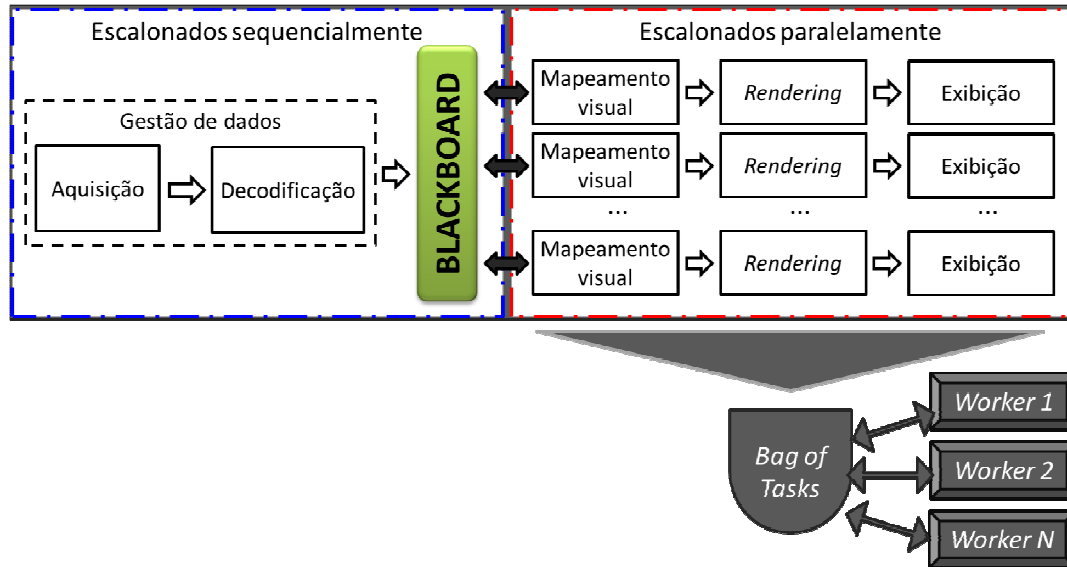 Escalonados sequencialmente
Gestão de dados
Aquisição
Decodificação
BLACKBOARD
Escalonados paralelamente
Mapeamento
visual
Rendering
Exibição
Mapeamento
visual
Rendering
Exibição
...
...
...
Mapeamento
visual
Rendering
Exibição
Bag of
Tasks
Worker 1
Worker 2
Worker N